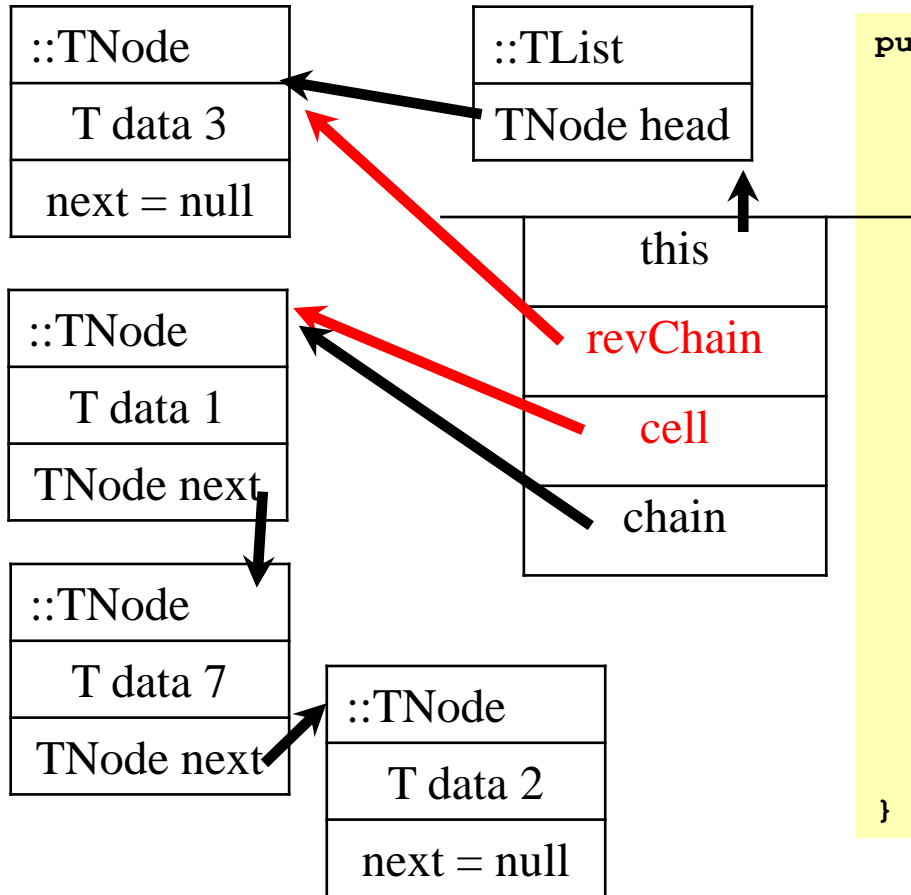 ::TNode
T data 3
next = null
::TList
TNode head
this
revChain
cell
chain
::TNode
T data 1
TNode next
::TNode
T data 7
TNode next
::TNode
T data 2
next = null
pu
}